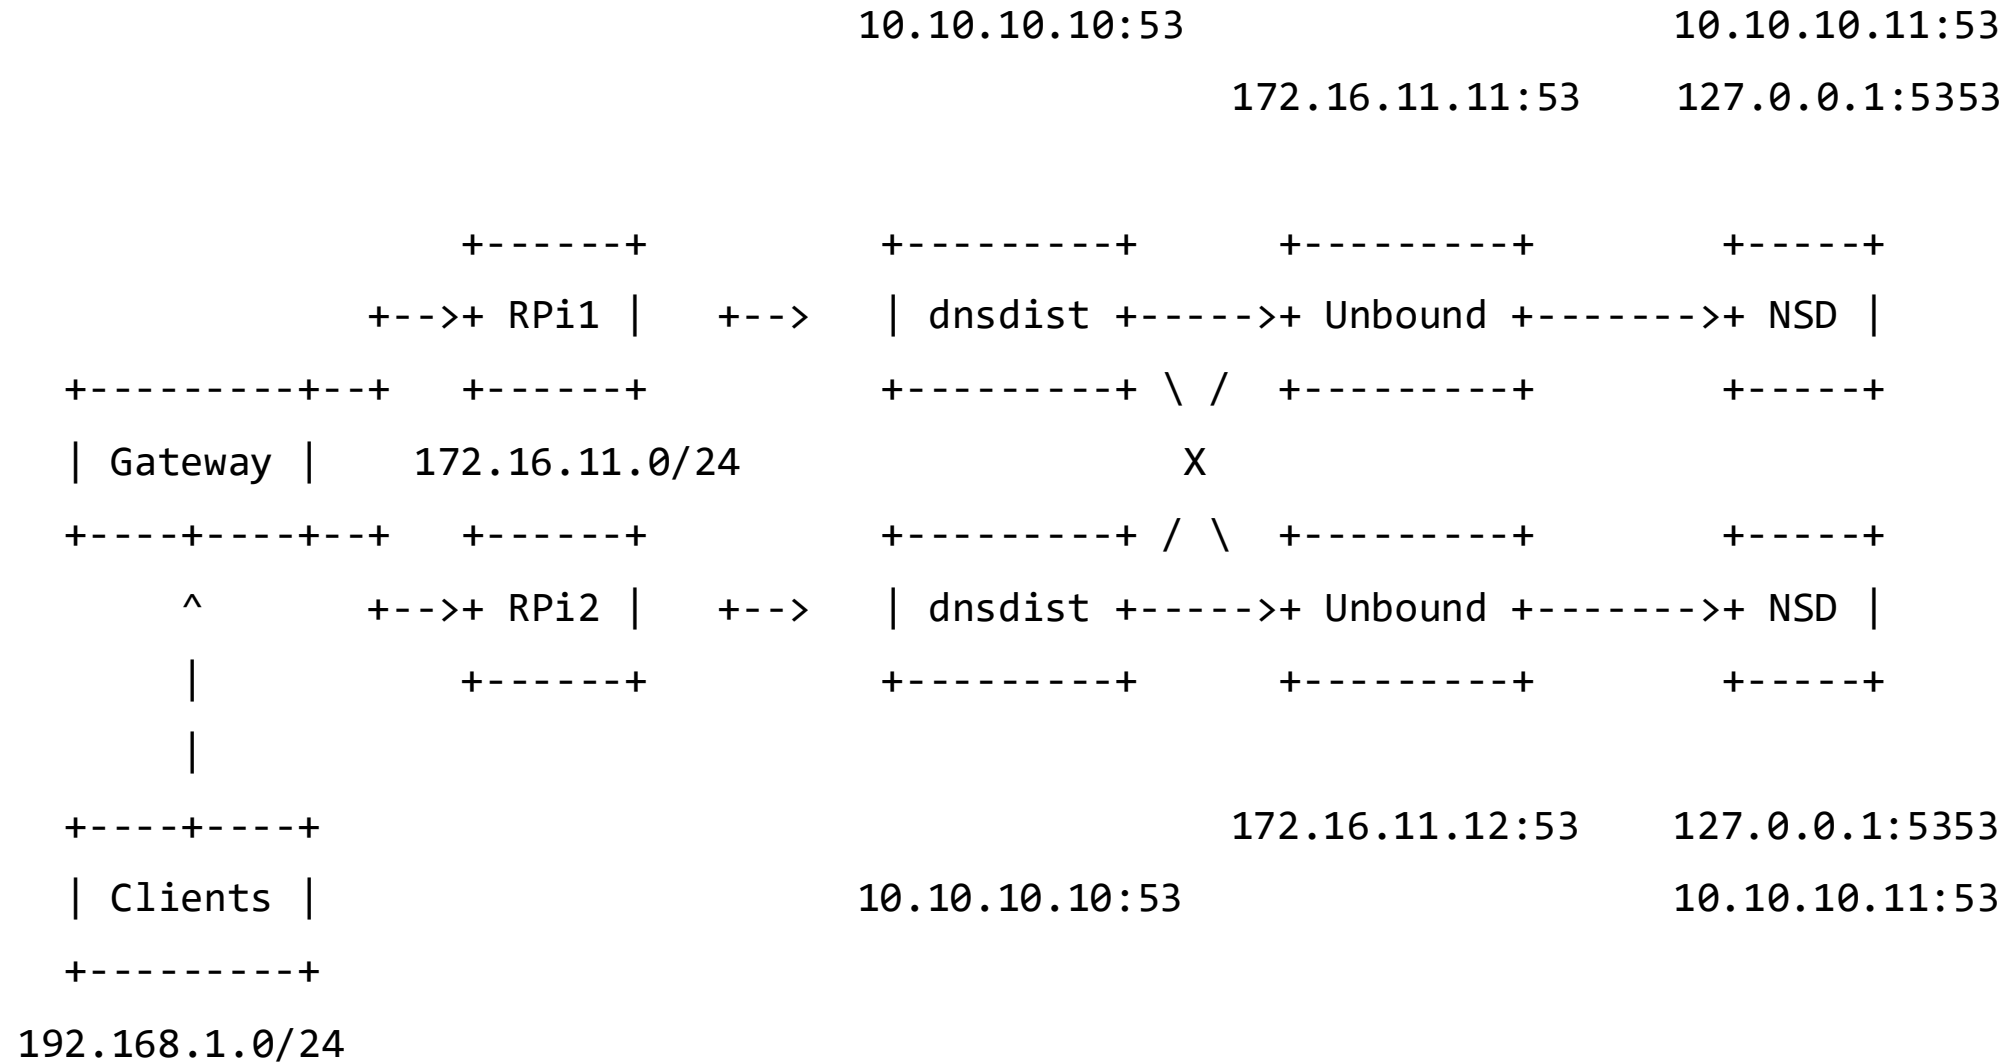 10.10.10.10:53 10.10.10.11:53
172.16.11.11:53 127.0.0.1:5353
+------+ +---------+ +---------+ +-----+
+-->+ RPi1 | +--> | dnsdist +----->+ Unbound +------->+ NSD |
+---------+--+ +------+ +---------+ \ / +---------+ +-----+
| Gateway | 172.16.11.0/24 X
+----+----+--+ +------+ +---------+ / \ +---------+ +-----+
^ +-->+ RPi2 | +--> | dnsdist +----->+ Unbound +------->+ NSD |
| +------+ +---------+ +---------+ +-----+
|
+----+----+ 172.16.11.12:53 127.0.0.1:5353
| Clients | 10.10.10.10:53 10.10.10.11:53
+---------+
192.168.1.0/24